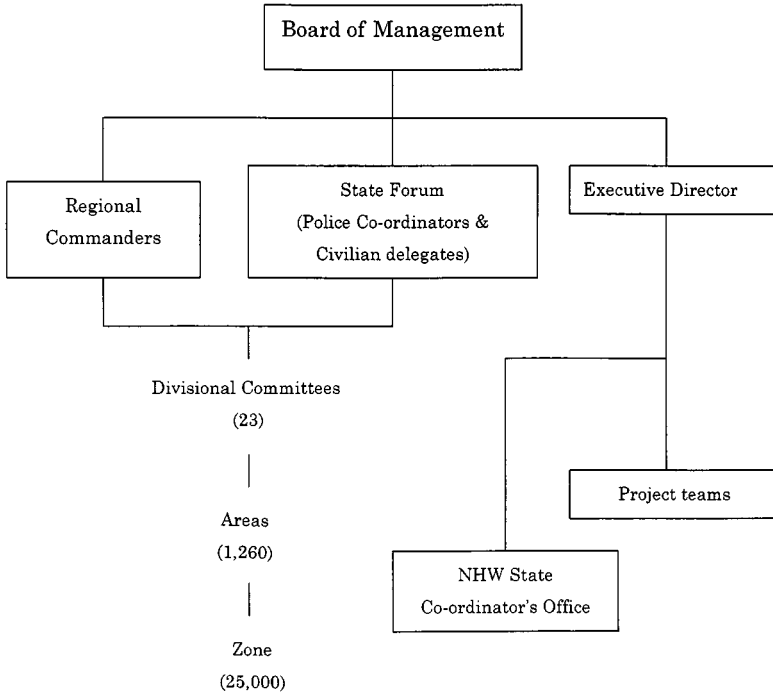 Board of Management
Regional
Commanders
State Forum
(Police Co-ordinators &
Civilian delegates)
Executive Director
Divisional Committees
(23)
Areas
(1,260)
Zone
(25,000)
Project teams
NHW State
Co-ordinator's Office